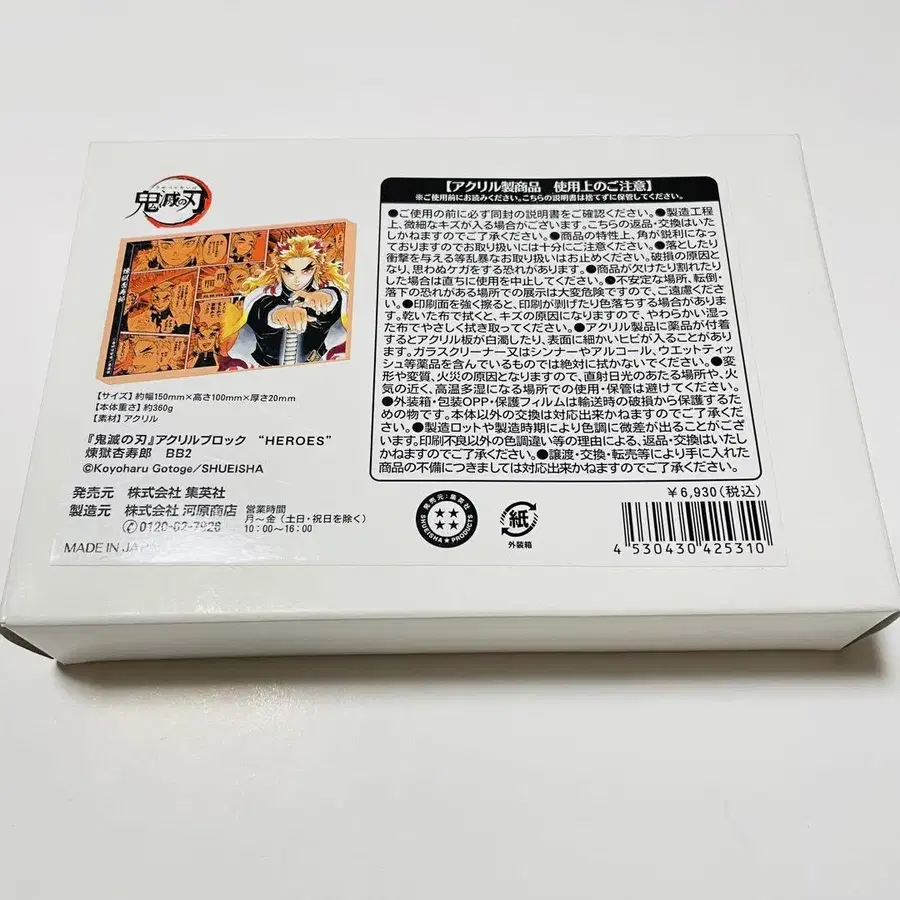 鬼滅の刃
煉獄杏寿郎
【サイズ】約幅150mm×高さ100mm×厚さ20mm
【本体重さ】約360g
【素材】アクリル
『鬼滅の刃』アクリルブロック “HEROES”
煉獄杏寿郎 BB2
©Koyoharu Gotoge/SHUEISHA
発売元 株式会社 集英社
製造元 株式会社 河原商店
営業時間
月〜金(土日・祝日を除く)
10:00〜16:00
0120-62-7926
MADE IN JAPAN
【アクリル製商品 使用上のご注意】
※ご使用前にお読みください。こちらの説明書は捨てずに保管してください。
●ご使用の前に必ず同封の説明書をご確認ください。●製造工程
上、微細なキズが入る場合がございます。こちらの返品・交換はいた
しかねますのでご了承ください。●商品の特性上、角が鋭利になっ
ておりますのでお取り扱いには十分にご注意ください。●落としたり
衝撃を与える等乱暴なお取り扱いはお止めください。破損の原因と
なり、思わぬケガをする恐れがあります。●商品が欠けたり割れたり
した場合は直ちに使用を中止してください。●不安定な場所、転倒・
落下の恐れがある場所での展示は大変危険ですので、ご遠慮くださ
い。●印刷面を強く擦ると、印刷が剥げたり色落ちする場合がありま
す。乾いた布で拭くと、キズの原因になりますので、やわらかい湿っ
た布でやさしく拭き取ってください。●アクリル製品に薬品が付着
するとアクリル板が白濁したり、表面に細かいヒビが入ることがあり
ます。ガラスクリーナー又はシンナーやアルコール、ウエットティッ
シュ等薬品を含んでいるものでは絶対に拭かないでください。●変
形や変質、火災の原因となりますので、直射日光のあたる場所や、火
気の近く、高温多湿になる場所での使用・保管は避けてください。
●外装箱・包装OPP・保護フィルムは輸送時の破損から保護するた
めの物です。本体以外の交換は対応出来かねますのでご了承くださ
い。●製造ロットや製造時期により色調に微差が出ることがござい
ます。印刷不良以外の色調違い等の理由による、返品・交換はいたし
かねますのでご了承ください。●譲渡・交換・転売等により手に入れた
商品の不備につきましては対応出来かねますのでご了承ください。
発売元:集英社
SHUEISHA★PRODUCTS
紙
外装箱
¥6,930(税込)
4 530430 425310